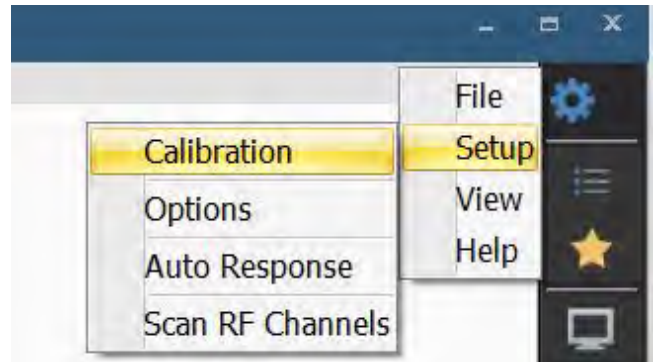 File
Setup
View
Help
Calibration
Options
Auto Response
Scan RF Channels